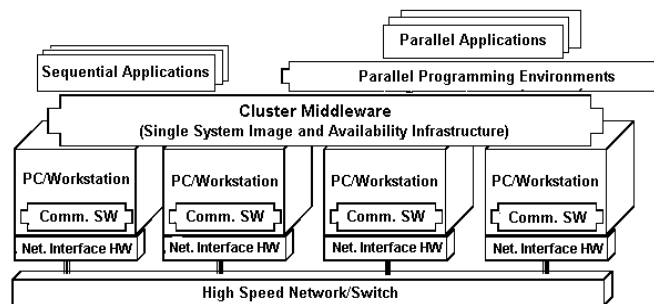 Parallel Applications
Sequential Applications
Parallel Programming Environments
Cluster Middleware
(Single System Image and Availability Infrastructure)
PC/Workstation
PC/Workstation
PC/Workstation
PC/Workstation
Comm. SW
Comm. SW
Comm. SW
Comm. SW
Net. Interface HW
Net. Interface HW
Net. Interface HW
Net. Interface HW
High Speed Network/Switch